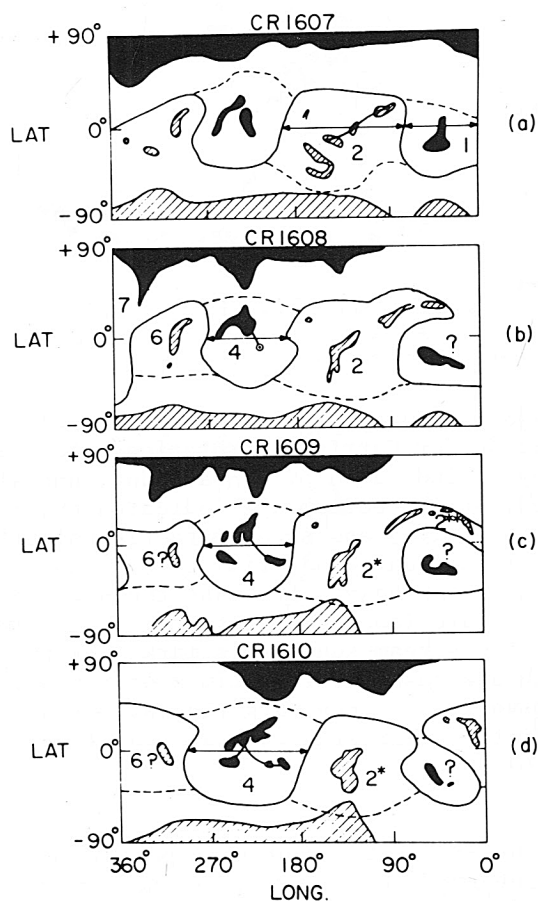 CR1607
+90°
LAT 0° 2 1 (a)
-90°
CR1608
+90°
7
LAT 0° 6 4 2 ? (b)
-90°
CR1609
+90°
2**
LAT 0° 6? 4 2* ? (c)
-90°
CR1610
+90°
LAT 0° 6? 4 2* ? (d)
-90°
360° 270° 180° 90° 0°
LONG.